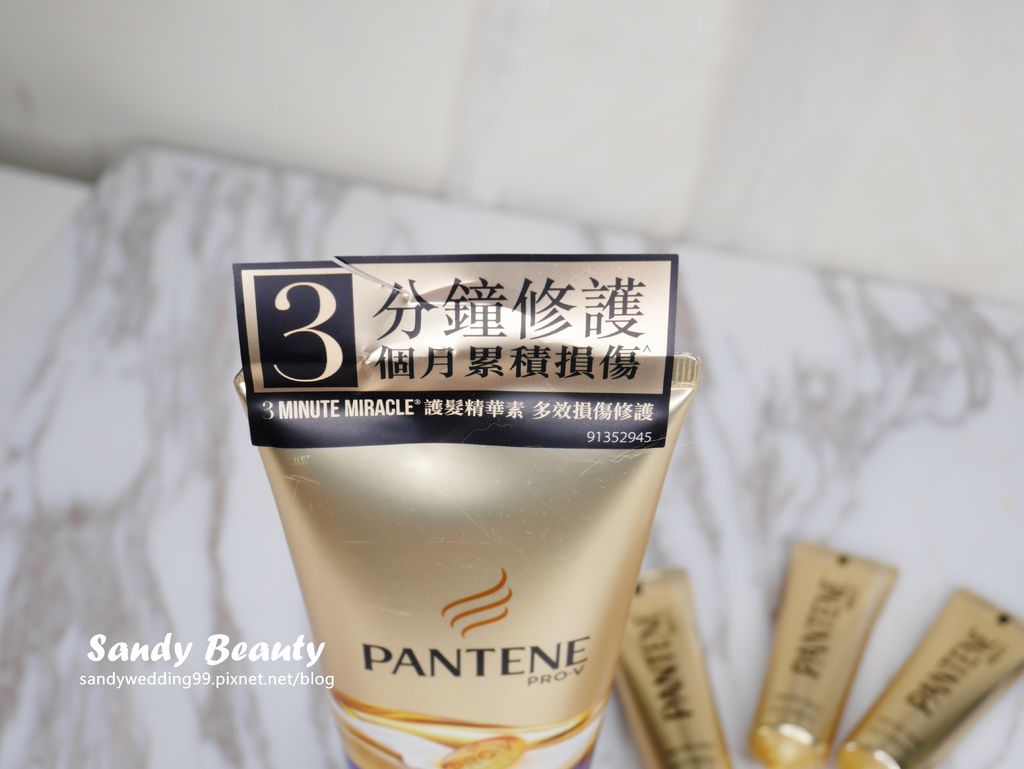 3
分鐘修護
個月累積損傷^
3 MINUTE MIRACLE® 護髮精華素 多效損傷修護
91352945
PANTENE
PRO-V
PRO-V
PANTENE
PANTENE
PANTENE
Sandy Beauty
sandywedding99.pixnet.net/blog